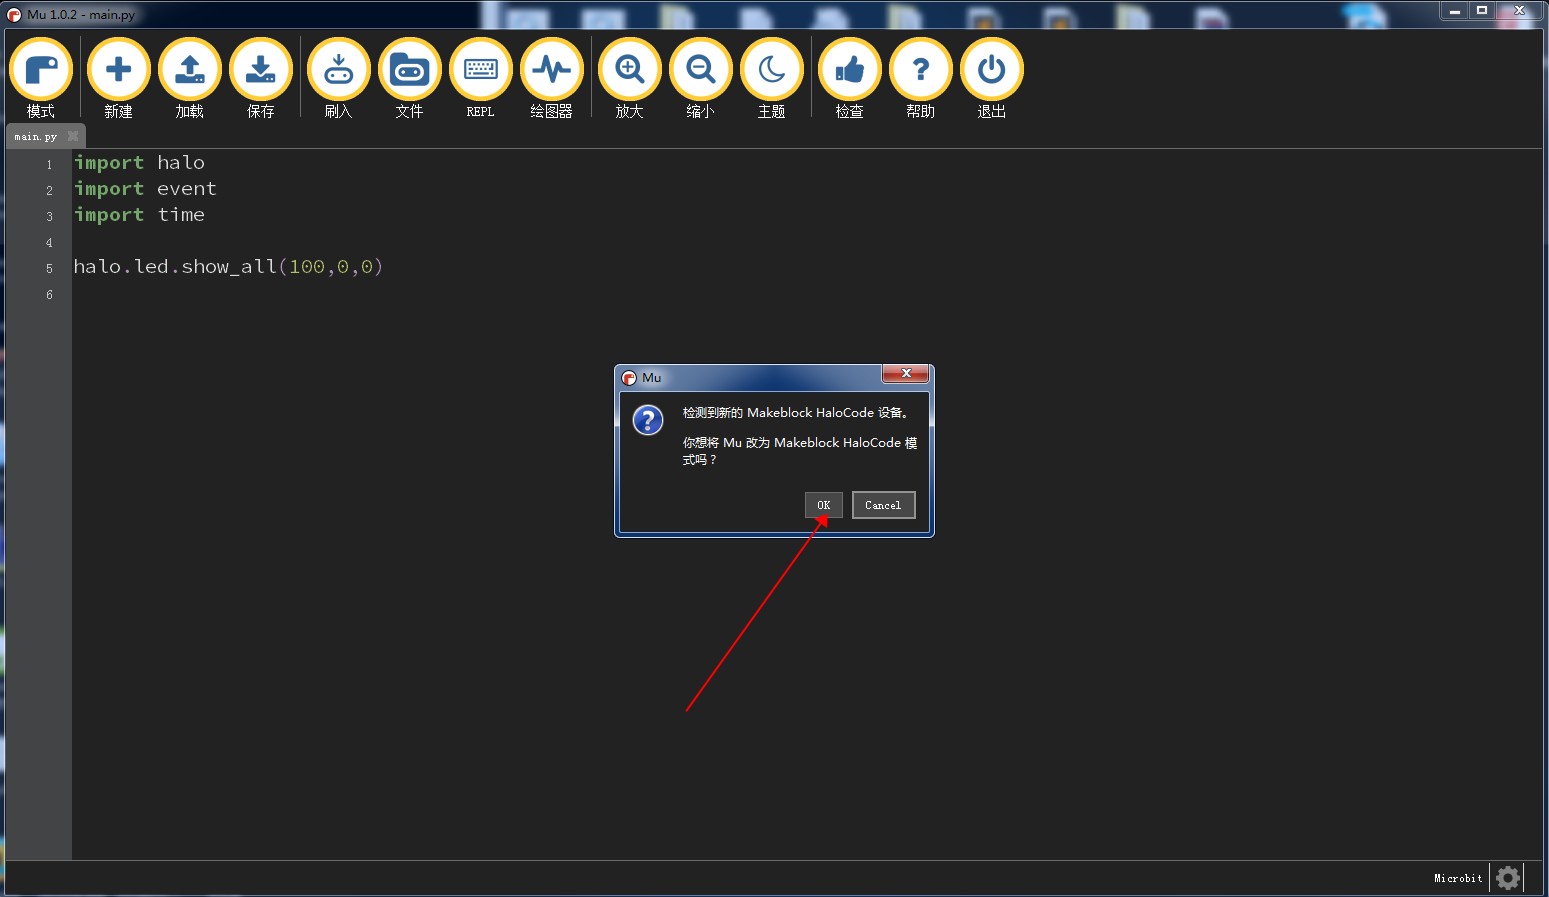 Mu 1.0.2 - main.py
模式 新建 加载 保存 刷入 文件 REPL 绘图器 放大 缩小 主题 检查 帮助 退出
main.py
1 import halo
2 import event
3 import time
4
5 halo.led.show_all(100,0,0)
6
Mu
检测到新的 Makeblock HaloCode 设备。
你想将 Mu 改为 Makeblock HaloCode 模
式吗？
OK Cancel
Microbit